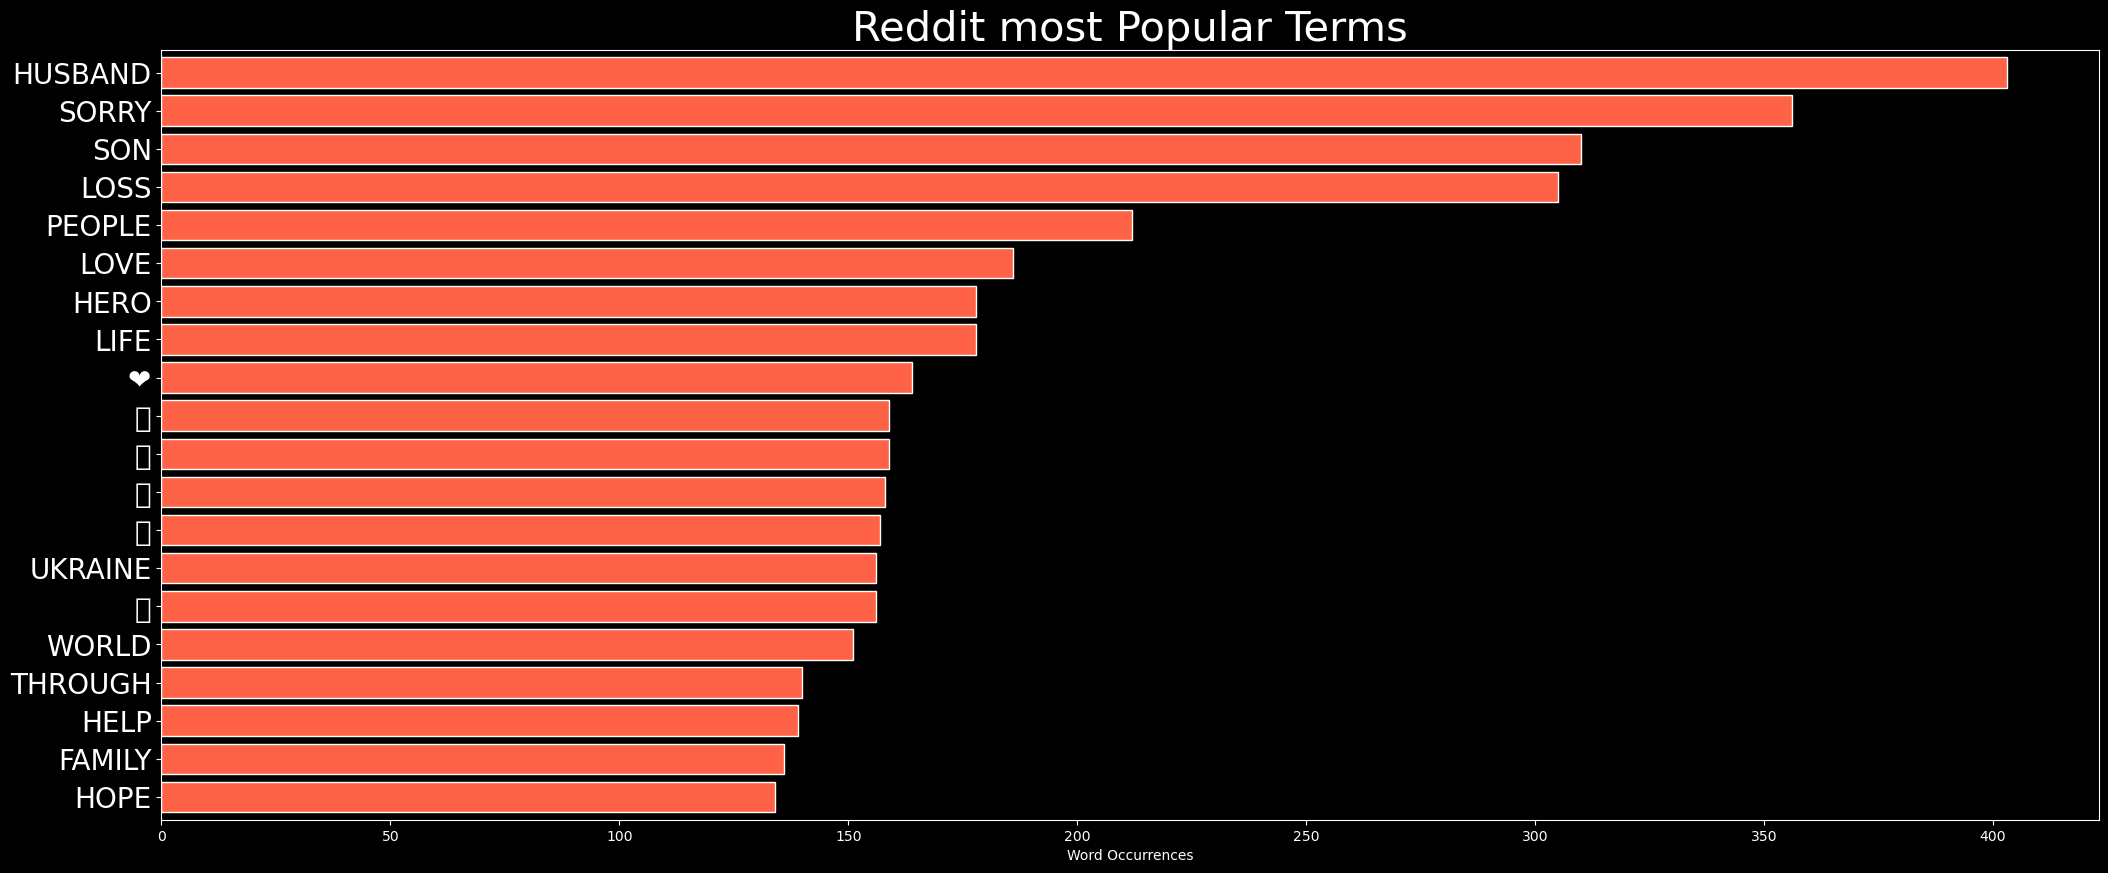 Reddit most Popular Terms
HUSBAND
SORRY
SON
LOSS
PEOPLE
LOVE
HERO
LIFE
❤
UKRAINE
WORLD
THROUGH
HELP
FAMILY
HOPE
0 50 100 150 200 250 300 350 400
Word Occurrences